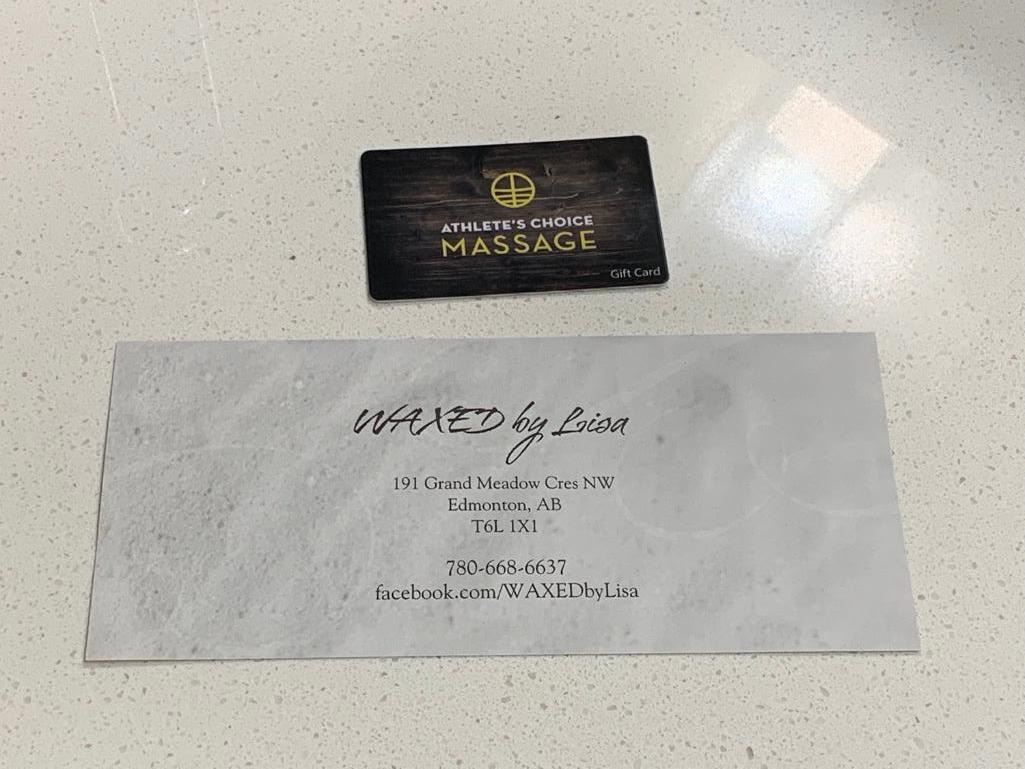 ATHLETE'S CHOICE
MASSAGE
Gift Card
WAXED by Lisa
191 Grand Meadow Cres NW
Edmonton, AB
T6L 1X1
780-668-6637
facebook.com/WAXEDbyLisa